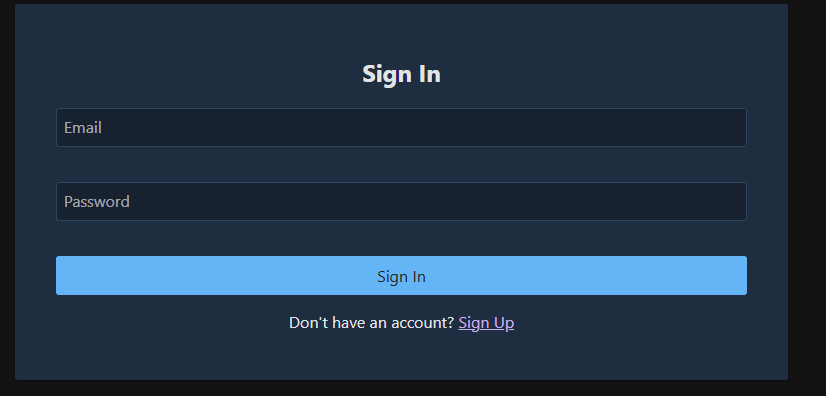 Sign In
Email
Password
Sign In
Don't have an account? Sign Up